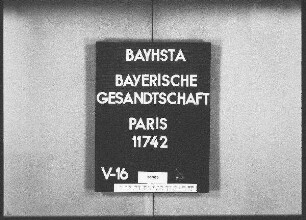 BAYHSTA
BAYERISCHE
GESANDTSCHAFT
PARIS
11742
V-16